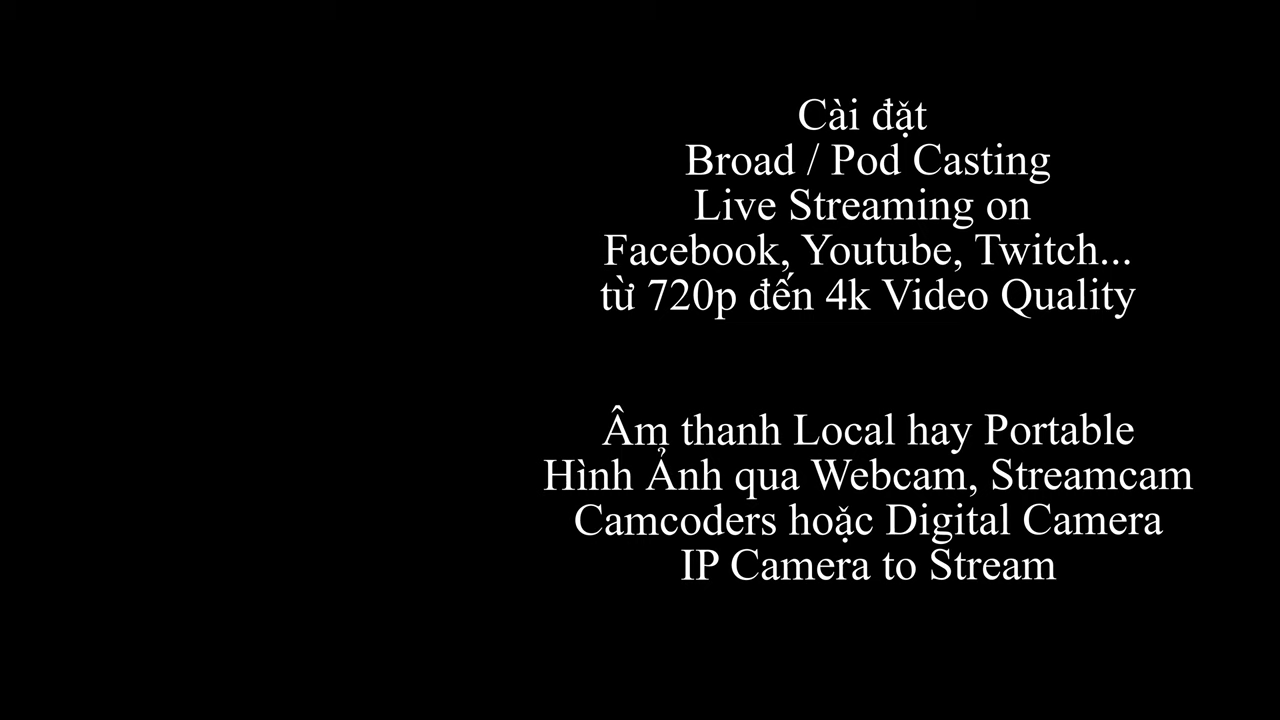 Cài đặt
Broad / Pod Casting
Live Streaming on
Facebook, Youtube, Twitch...
từ 720p đến 4k Video Quality
Âm thanh Local hay Portable
Hình Ảnh qua Webcam, Streamcam
Camcoders hoặc Digital Camera
IP Camera to Stream